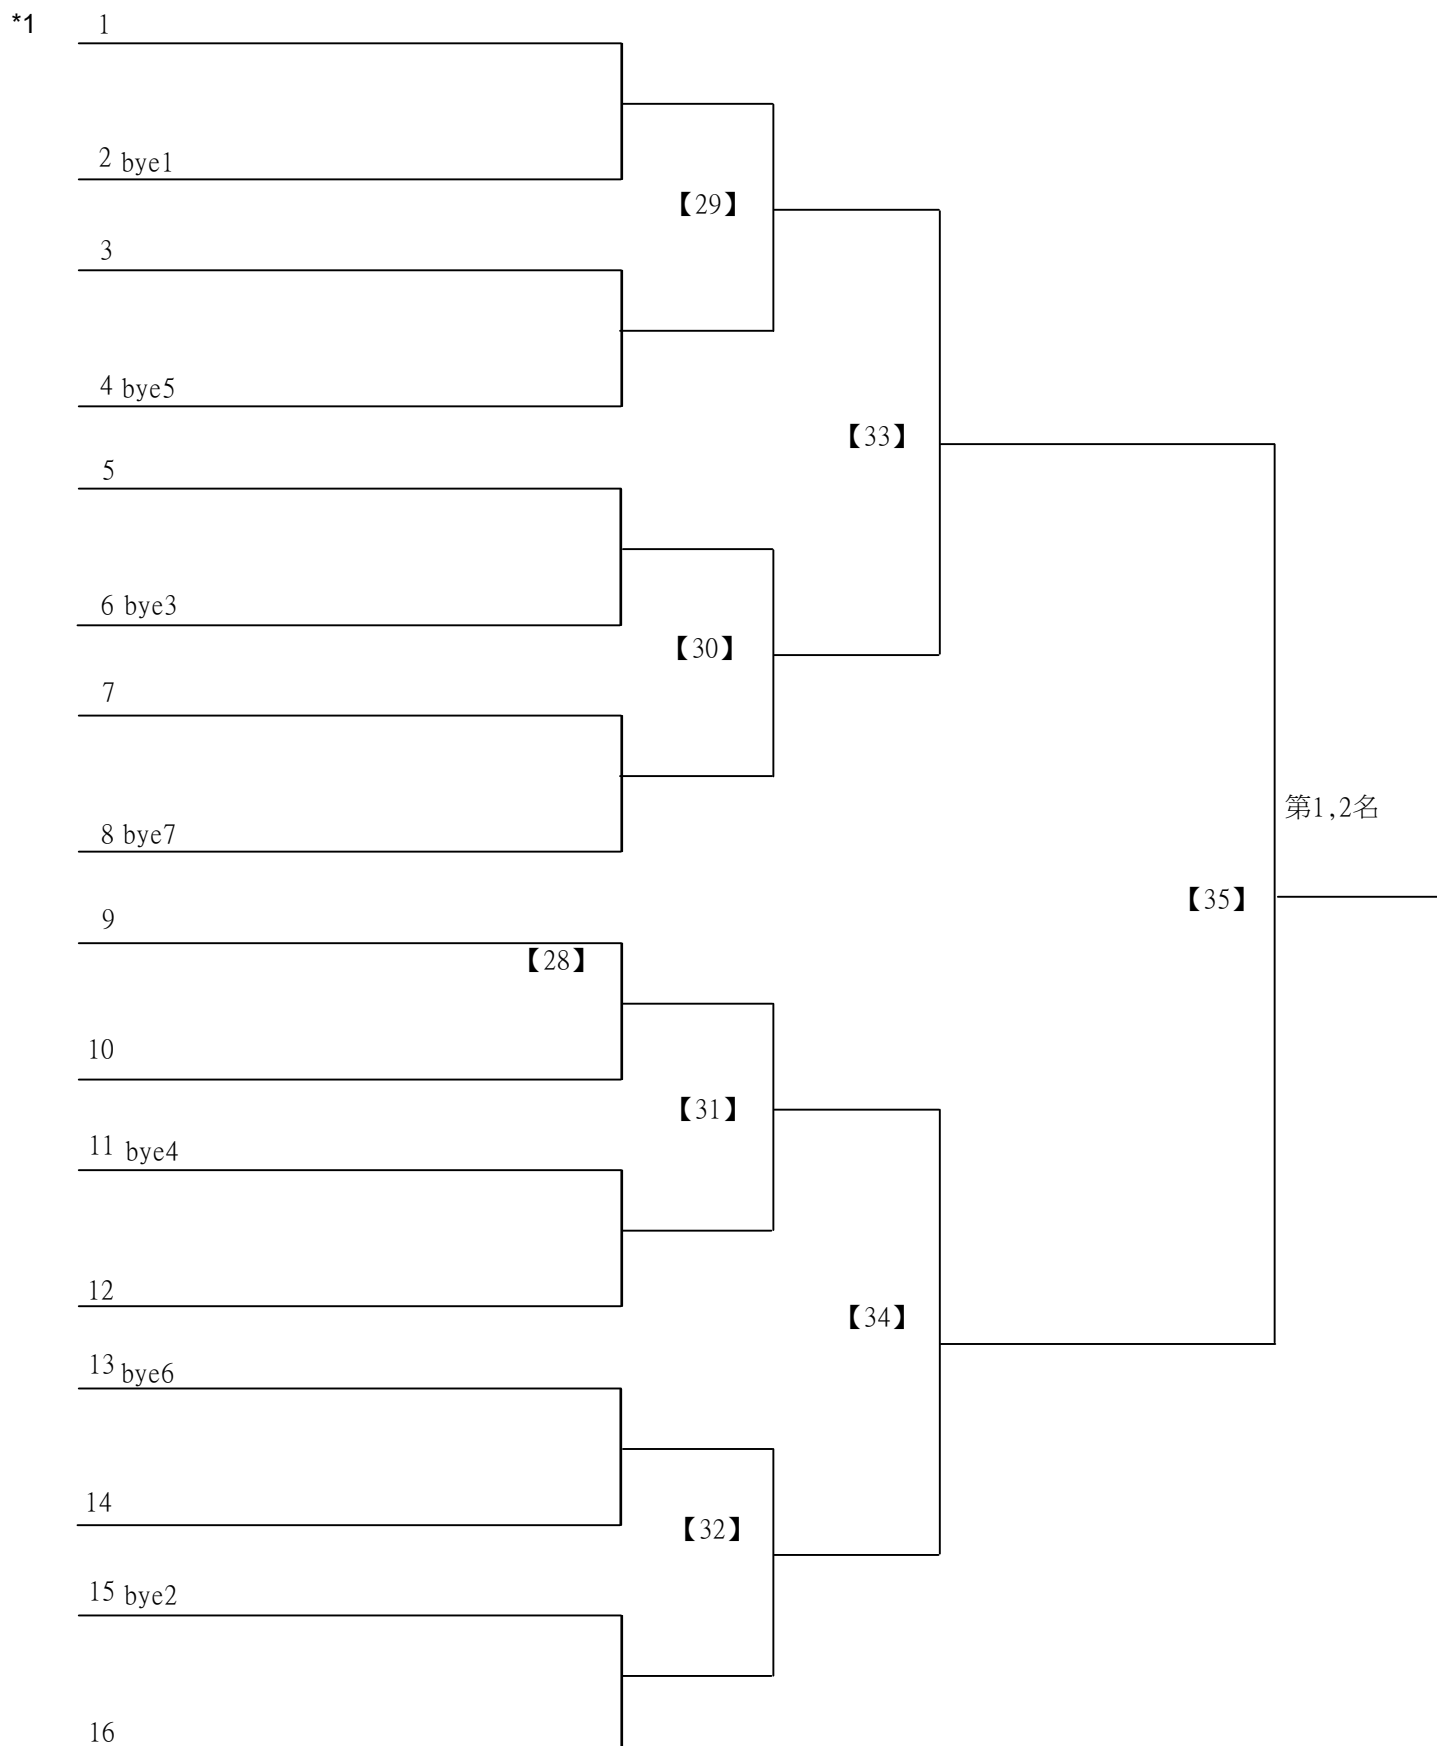 *1
1
2 bye1
【29】
3
4 bye5
【33】
5
6 bye3
【30】
7
第1,2名
8 bye7
【35】
9
【28】
10
【31】
11 bye4
12
【34】
13 bye6
14
【32】
15 bye2
16